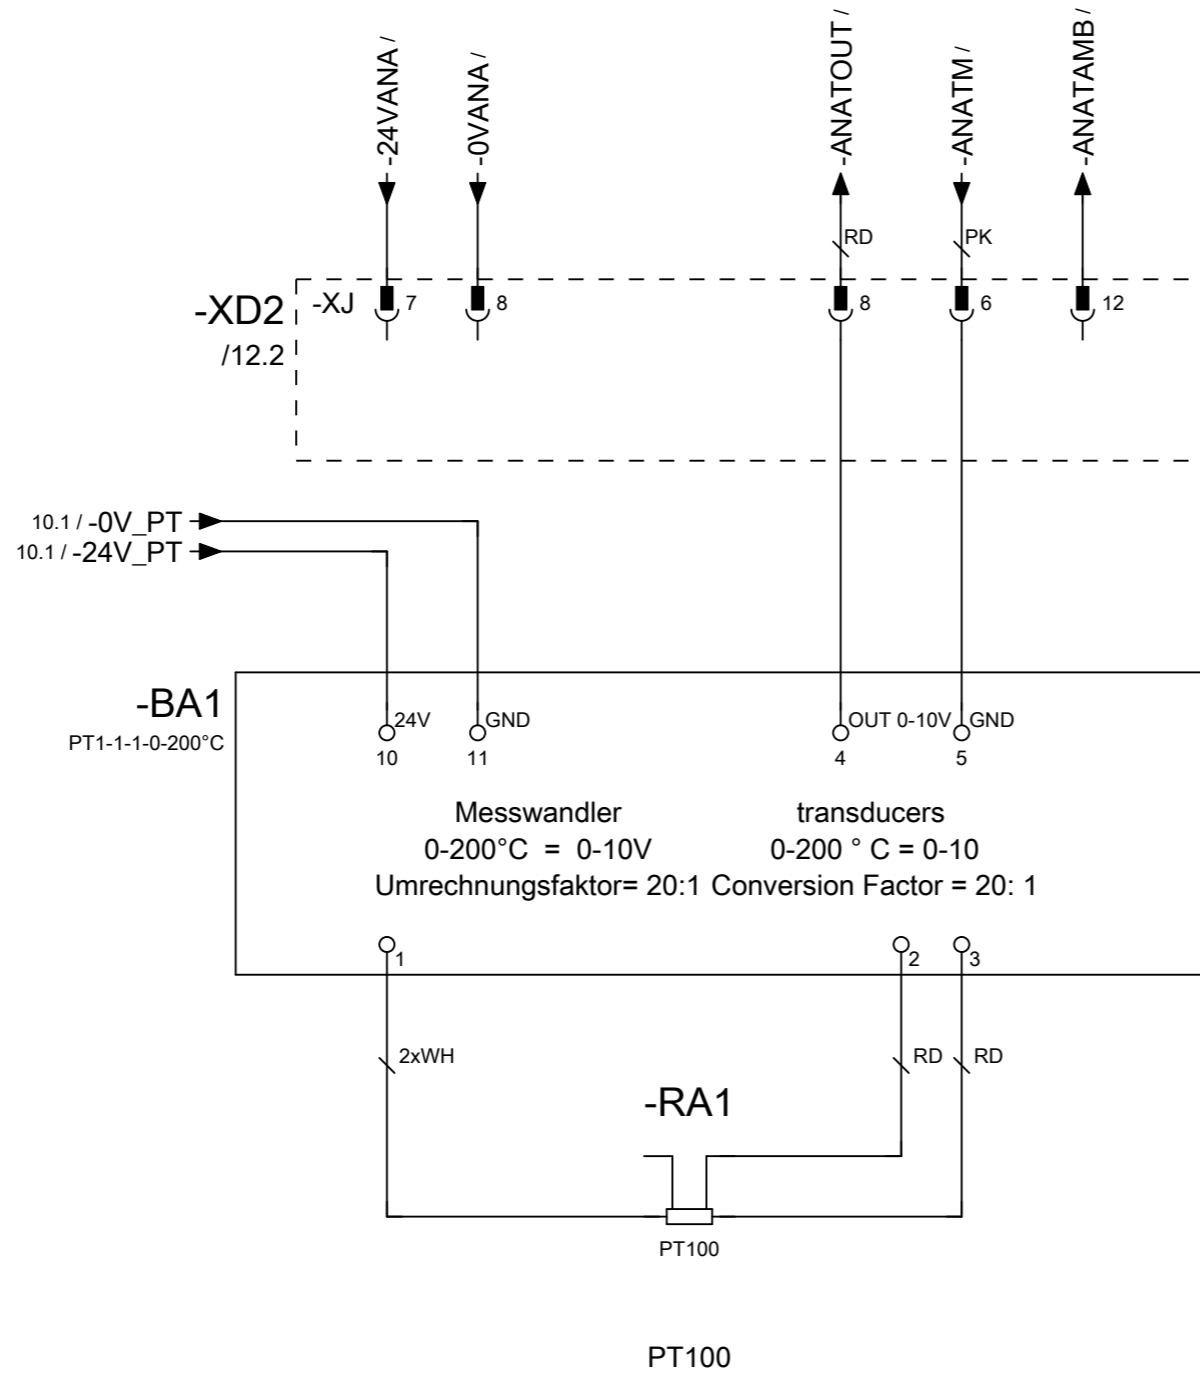 -24VANA /
-0VANA /
-ANATOUT /
-ANATM /
-ANATAMB /
RD
PK
-XD2
/12.2
-XJ
7
8
8
6
12
10.1 / -0V_PT
10.1 / -24V_PT
-BA1
PT1-1-1-0-200°C
24V
GND
OUT 0-10V
GND
10
11
4
5
Messwandler
0-200°C = 0-10V
Umrechnungsfaktor= 20:1
transducers
0-200 ° C = 0-10
Conversion Factor = 20: 1
1
2
3
2xWH
RD
RD
-RA1
PT100
PT100